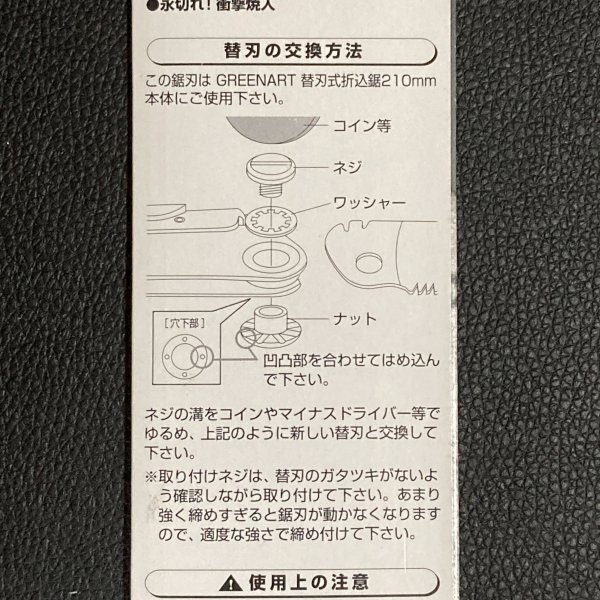 ●永切れ！衝撃焼入
替刃の交換方法
この鋸刃は GREENART 替刃式折込鋸210mm
本体にご使用下さい。
コイン等
ネジ
ワッシャー
ナット
［穴下部］
凹凸部を合わせてはめ込ん
で下さい。
ネジの溝をコインやマイナスドライバー等で
ゆるめ、上記のように新しい替刃と交換して
下さい。
※取り付けネジは、替刃のガタツキがないよ
う確認しながら取り付けて下さい。あまり
強く締めすぎると鋸刃が動かなくなります
ので、適度な強さで締め付けて下さい。
⚠使用上の注意